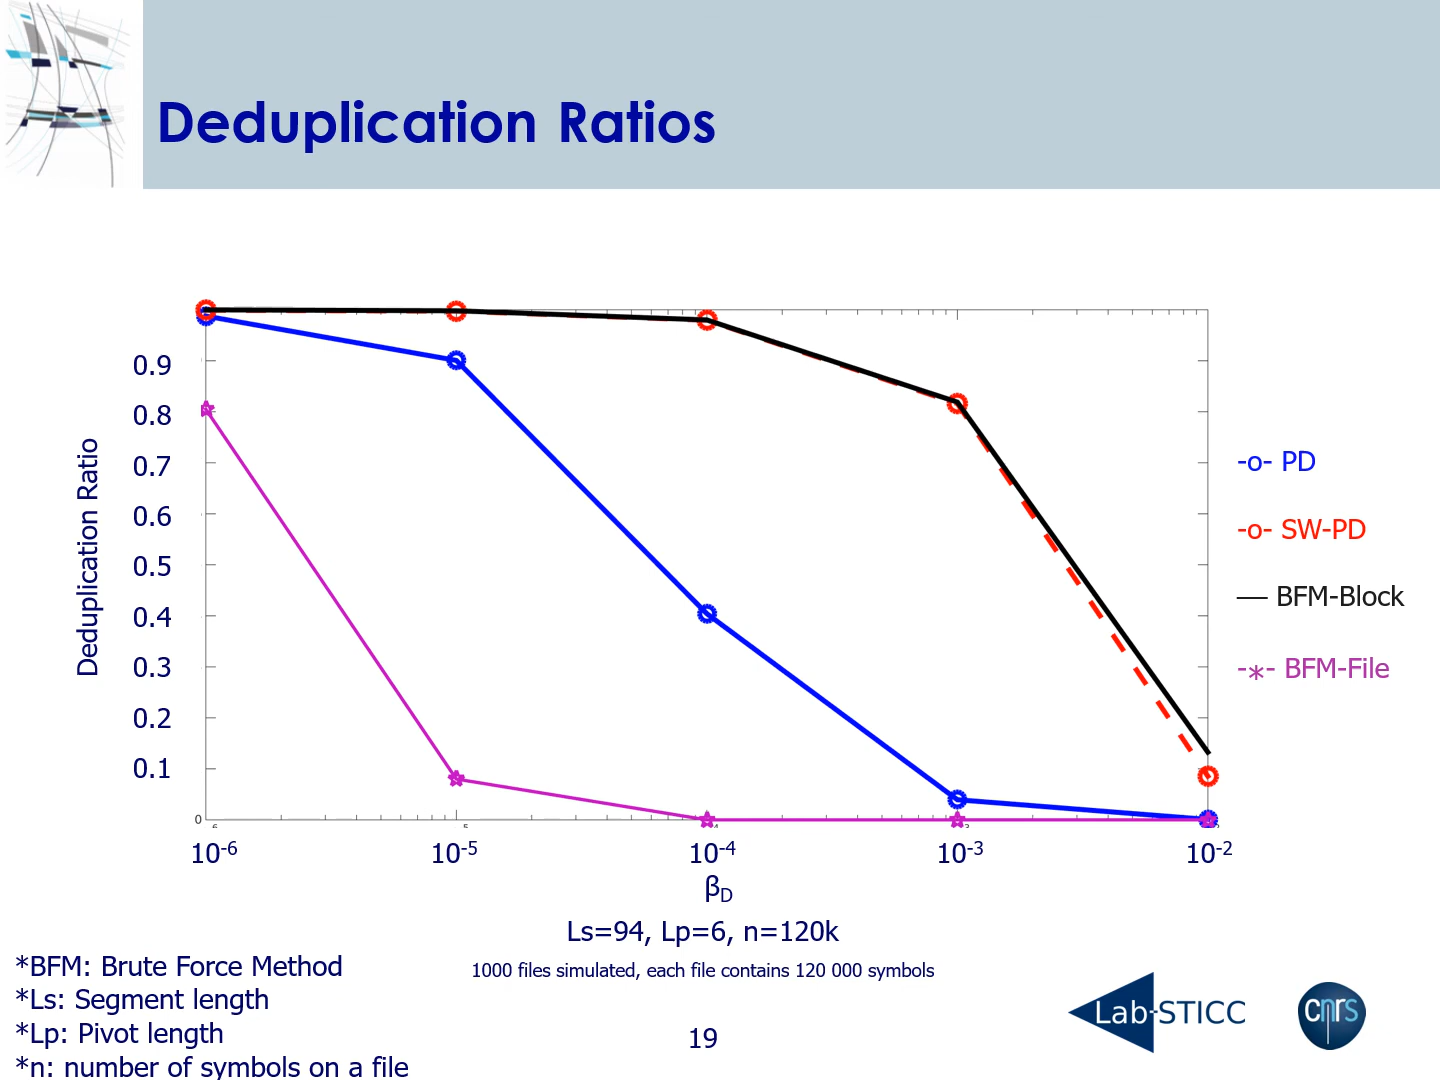 Deduplication Ratios
0.9
0.8
0.7
0.6
0.5
0.4
0.3
0.2
0.1
0
Deduplication Ratio
-o- PD
-o- SW-PD
— BFM-Block
-*- BFM-File
10-6 10-5 10-4 10-3 10-2
βD
Ls=94, Lp=6, n=120k
1000 files simulated, each file contains 120 000 symbols
*BFM: Brute Force Method
*Ls: Segment length
*Lp: Pivot length
*n: number of symbols on a file
19
Lab-STICC
cnrs